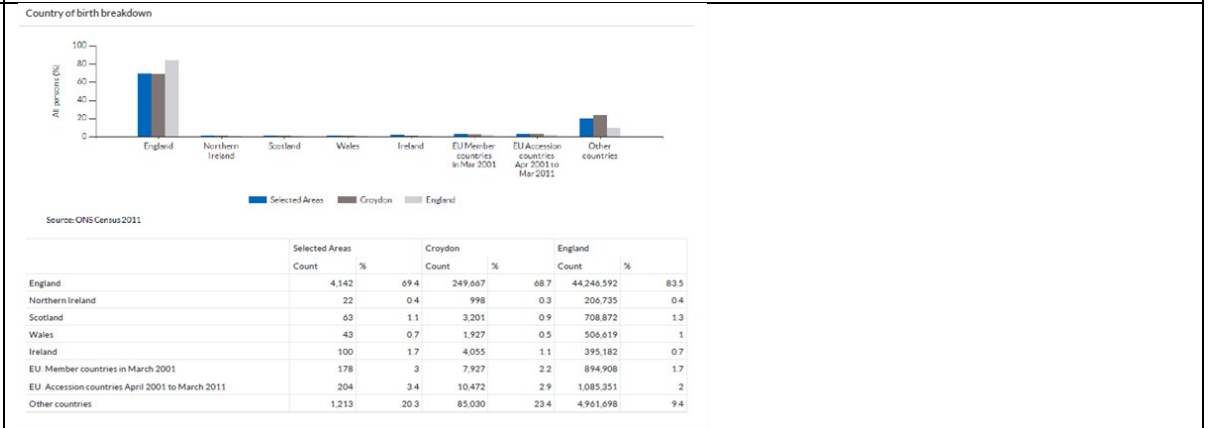 Country of birth breakdown
100
80
60
40
20
0
All persons (%)
England
Northern Ireland
Scotland
Wales
Ireland
EU Member countries in Mar 2001
EU Accession countries Apr 2001 to Mar 2011
Other countries
Selected Areas Croydon England
Source: ONS Census 2011
Selected Areas Croydon England
Count % Count % Count %
England 4,142 69.4 249,667 68.7 44,246,592 83.5
Northern Ireland 22 0.4 998 0.3 206,735 0.4
Scotland 63 1.1 3,201 0.9 708,872 1.3
Wales 43 0.7 1,927 0.5 506,619 1
Ireland 100 1.7 4,055 1.1 395,182 0.7
EU: Member countries in March 2001 178 3 7,927 2.2 894,908 1.7
EU: Accession countries April 2001 to March 2011 204 3.4 10,472 2.9 1,085,351 2
Other countries 1,213 20.3 85,030 23.4 4,961,698 9.4